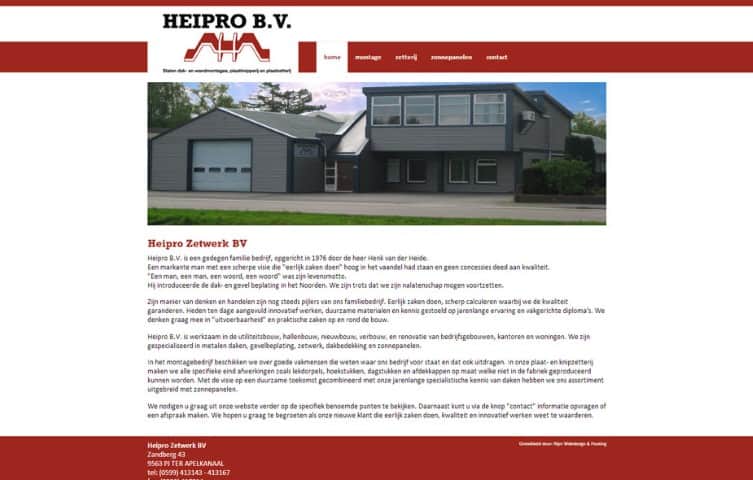 HEIPRO B.V.
Stalen dak- en wandmontages, plaatknipperij en plaatzetterij
home montage zetterij zonnepanelen contact
Heipro Zetwerk BV
Heipro B.V. is een gedegen familie bedrijf, opgericht in 1976 door de heer Henk van der Heide.
Een markante man met een scherpe visie die "eerlijk zaken doen" hoog in het vaandel had staan en geen concessies deed aan kwaliteit.
"Een man, een man, een woord, een woord" was zijn levensmotto.
Hij introduceerde de dak- en gevel beplating in het Noorden. We zijn trots dat we zijn nalatenschap mogen voortzetten.
Zijn manier van denken en handelen zijn nog steeds pijlers van ons familiebedrijf. Eerlijk zaken doen, scherp calculeren waarbij we de kwaliteit
garanderen. Heden ten dage aangevuld innovatief werken, duurzame materialen en kennis gestoeld op jarenlange ervaring en vakgerichte diploma's. We
denken graag mee in "uitvoerbaarheid" en praktische zaken op en rond de bouw.
Heipro B.V. is werkzaam in de utiliteitsbouw, hallenbouw, nieuwbouw, verbouw, en renovatie van bedrijfsgebouwen, kantoren en woningen. We zijn
gespecialiseerd in metalen daken, gevelbeplating, zetwerk, dakbedekking en zonnepanelen.
In het montagebedrijf beschikken we over goede vakmensen die weten waar ons bedrijf voor staat en dat ook uitdragen. In onze plaat- en knipzetterij
maken we alle specifieke eind afwerkingen zoals lekdorpels, hoekstukken, dagstukken en afdekkappen op maat welke niet in de fabriek geproduceerd
kunnen worden. Met de visie op een duurzame toekomst gecombineerd met onze jarenlange specialistische kennis van daken hebben we ons assortiment
uitgebreid met zonnepanelen.
We nodigen u graag uit onze website verder op de specifiek benoemde punten te bekijken. Daarnaast kunt u via de knop "contact" informatie opvragen of
een afspraak maken. We hopen u graag te begroeten als onze nieuwe klant die eerlijk zaken doen, kwaliteit en innovatief werken weet te waarderen.
Heipro Zetwerk BV
Zandberg 43
9563 PJ TER APELKANAAL
tel: (0599) 413143 - 413167